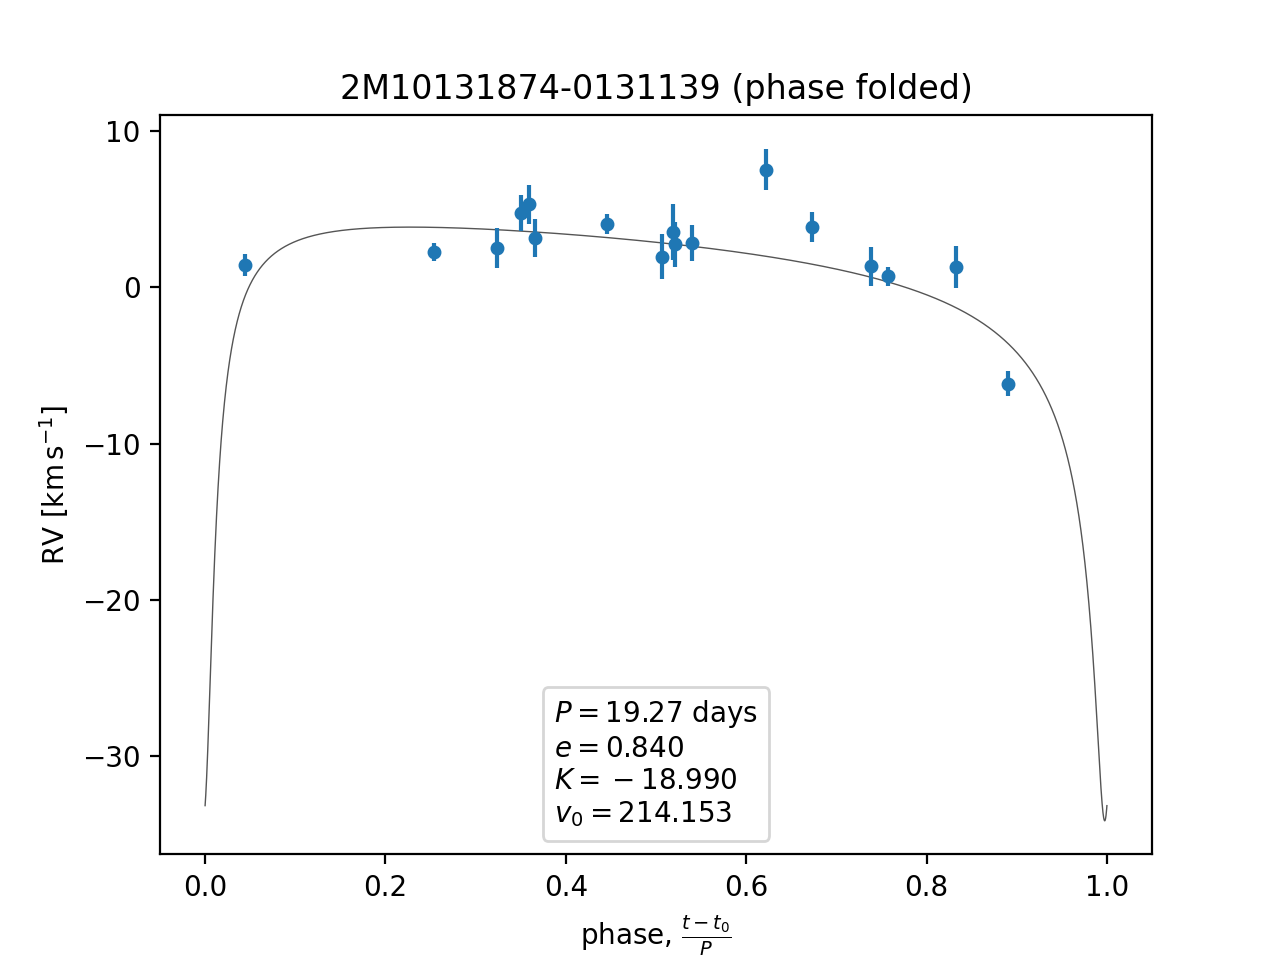 2M10131874-0131139 (phase folded)
10
0
−10
−20
−30
RV [km s⁻¹]
P = 19.27 days
e = 0.840
K = − 18.990
v₀ = 214.153
0.0 0.2 0.4 0.6 0.8 1.0
phase, (t − t₀)/P